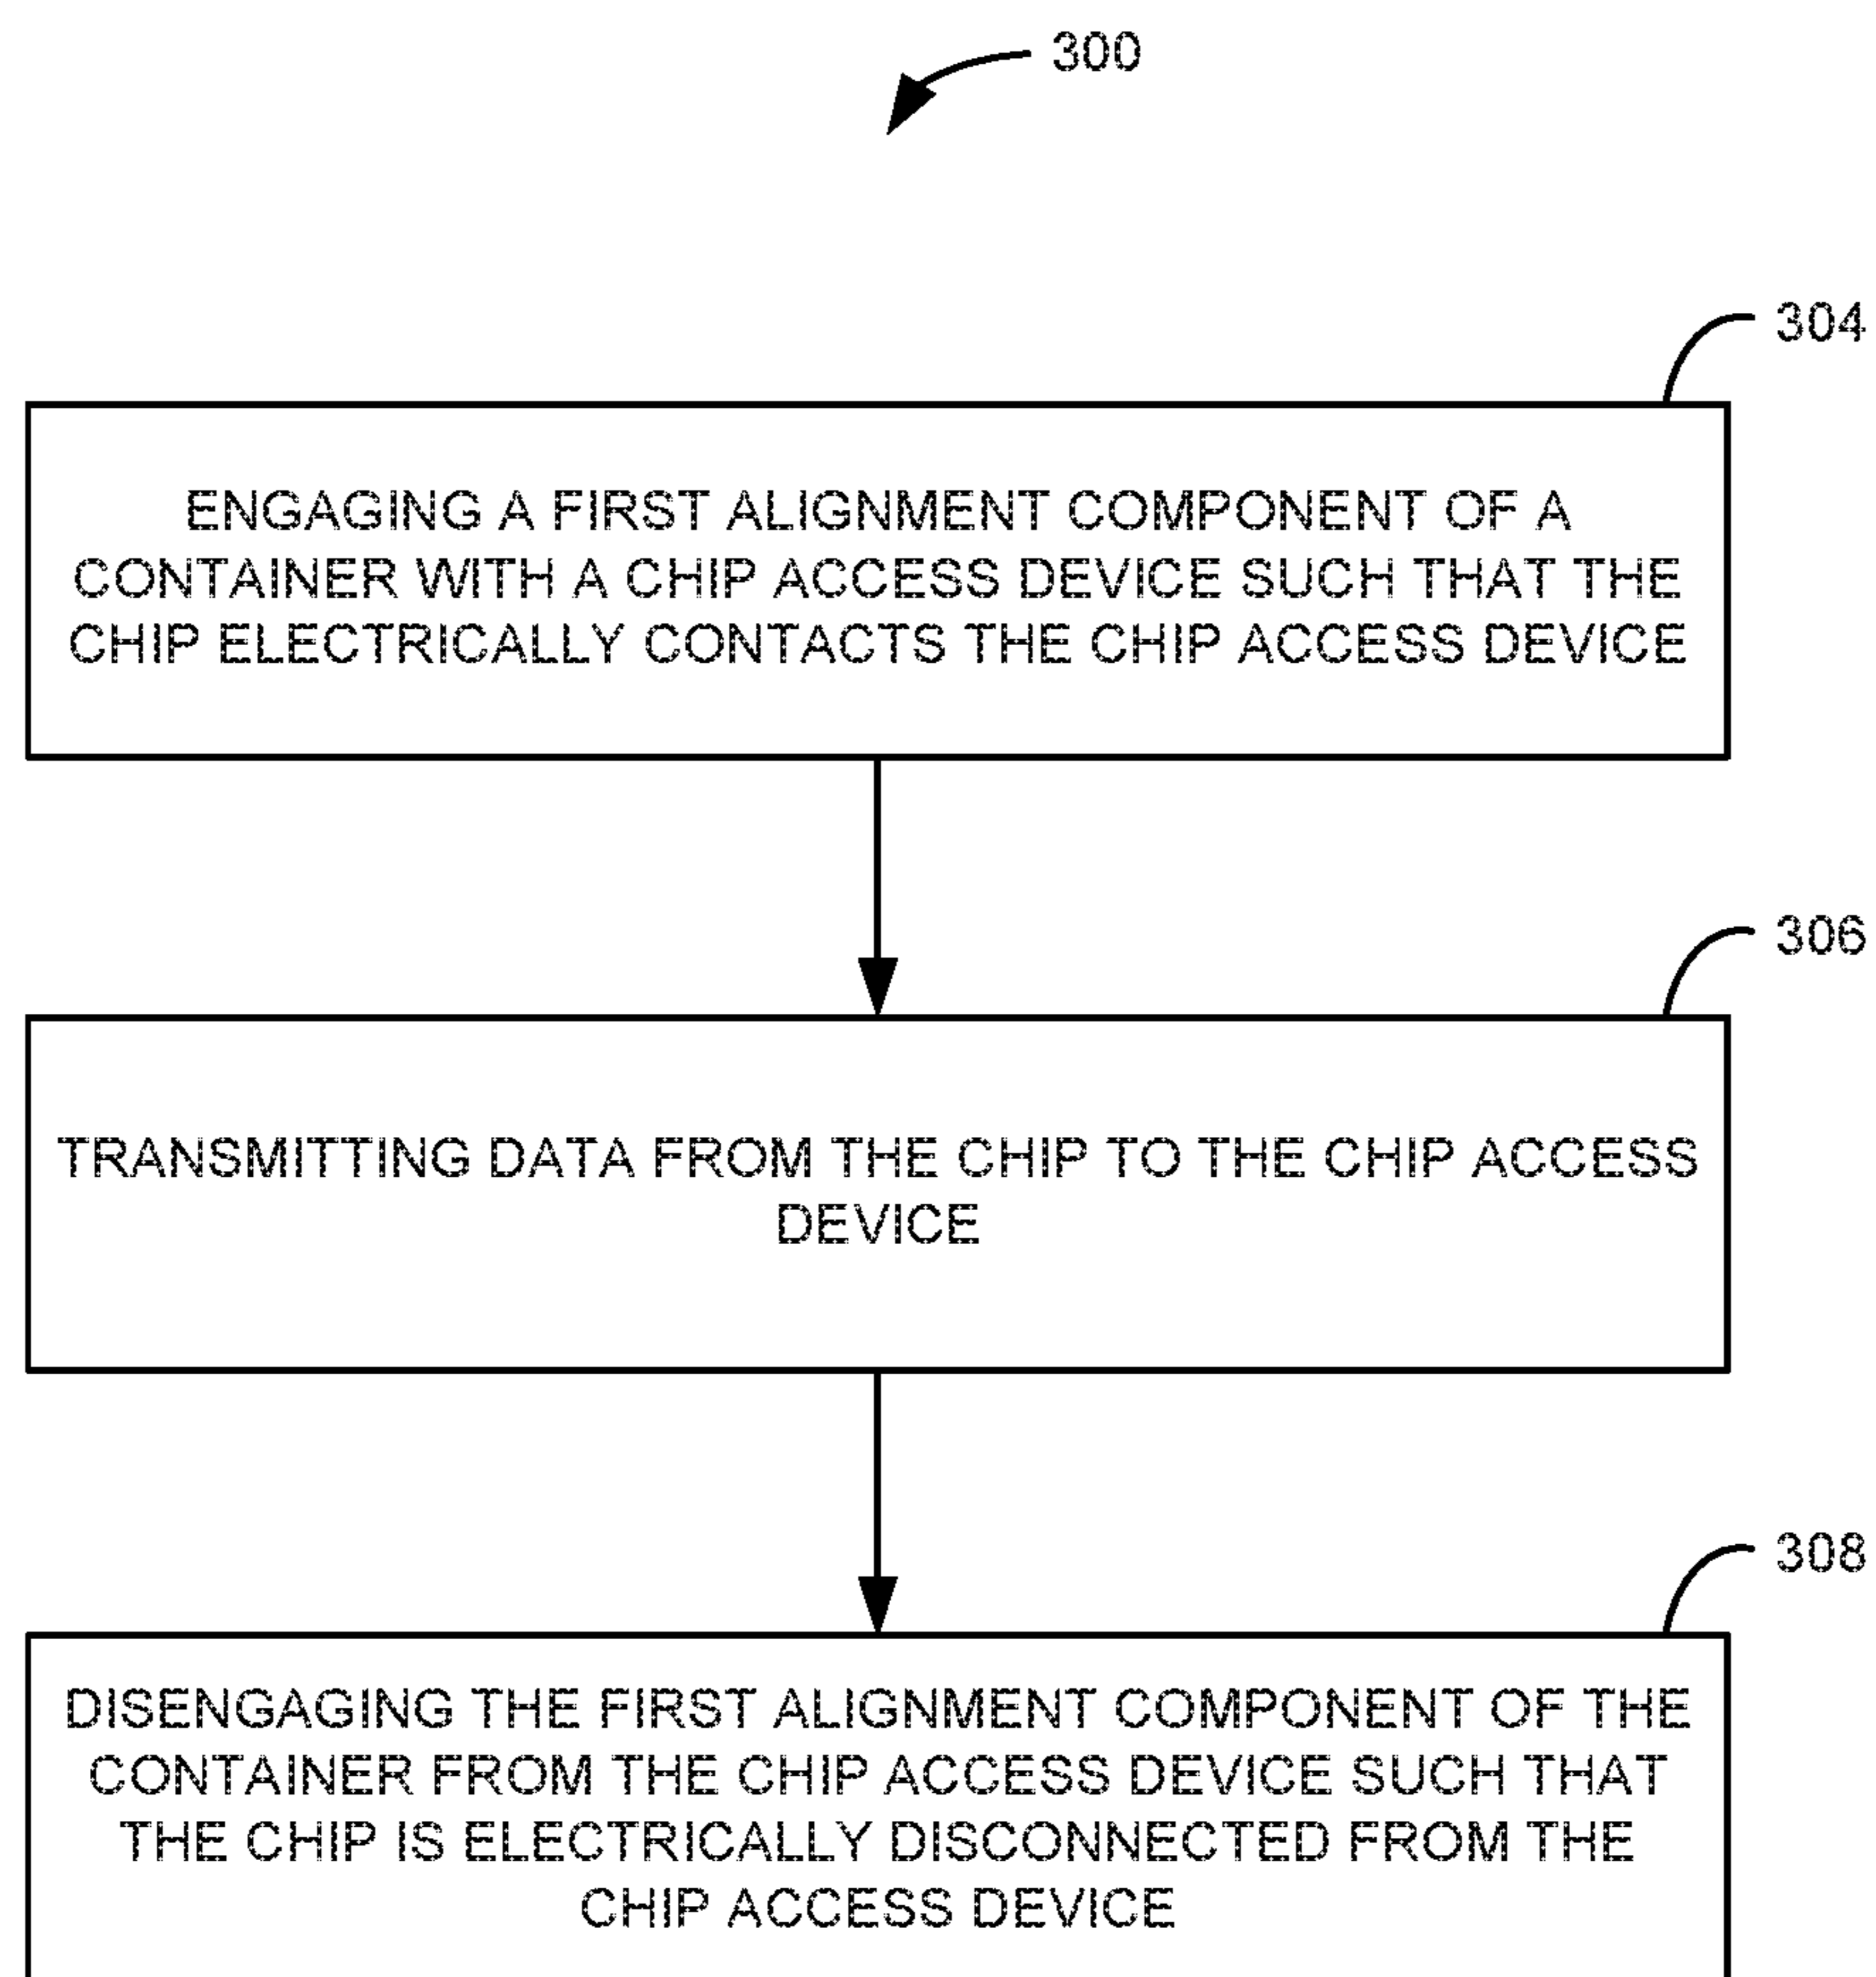 300
304
ENGAGING A FIRST ALIGNMENT COMPONENT OF A
CONTAINER WITH A CHIP ACCESS DEVICE SUCH THAT THE
CHIP ELECTRICALLY CONTACTS THE CHIP ACCESS DEVICE
306
TRANSMITTING DATA FROM THE CHIP TO THE CHIP ACCESS
DEVICE
308
DISENGAGING THE FIRST ALIGNMENT COMPONENT OF THE
CONTAINER FROM THE CHIP ACCESS DEVICE SUCH THAT
THE CHIP IS ELECTRICALLY DISCONNECTED FROM THE
CHIP ACCESS DEVICE